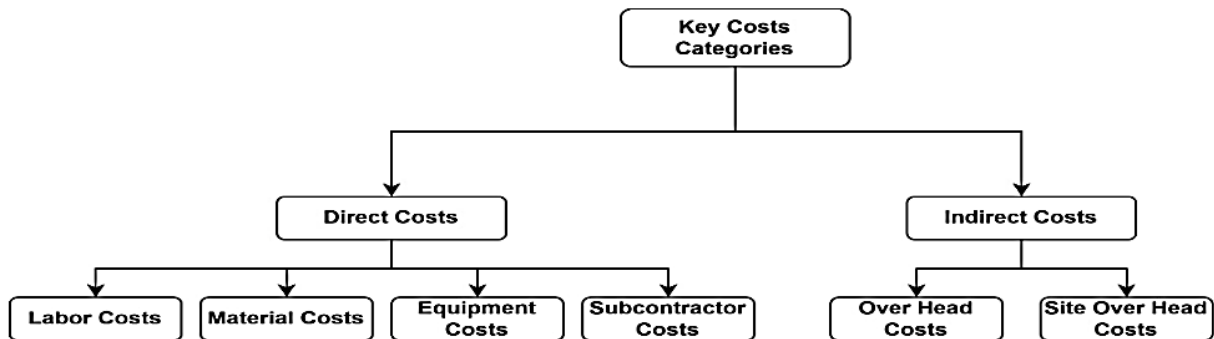 Key Costs
Categories
Direct Costs
Indirect Costs
Labor Costs
Material Costs
Equipment
Costs
Subcontractor
Costs
Over Head
Costs
Site Over Head
Costs